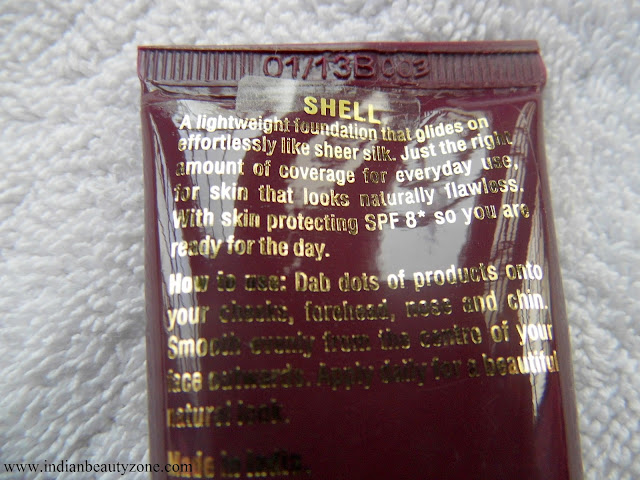 01/13B 003
SHELL
A lightweight foundation that glides on
effortlessly like sheer silk. Just the right
amount of coverage for everyday use,
for skin that looks naturally flawless.
With skin protecting SPF 8* so you are
ready for the day.
How to use: Dab dots of products onto
your cheeks, forehead, nose and chin.
Smooth evenly from the centre of your
face outwards. Apply daily for a beautiful
natural look.
Made in India.
www.indianbeautyzone.com